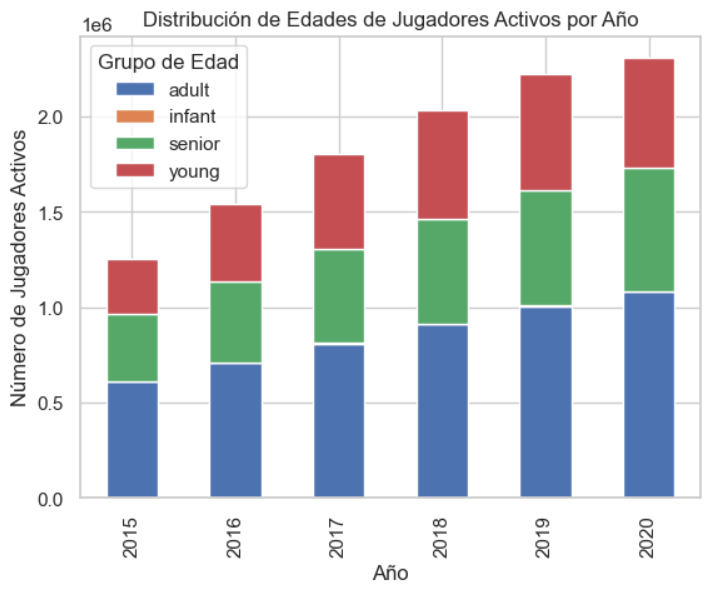 Distribución de Edades de Jugadores Activos por Año
1e6
Grupo de Edad
adult
infant
senior
young
Número de Jugadores Activos
2.0
1.5
1.0
0.5
0.0
2015
2016
2017
2018
2019
2020
Año